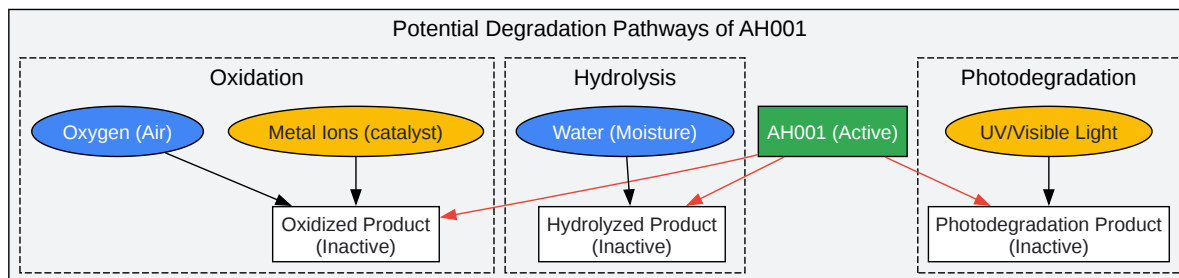 Potential Degradation Pathways of AH001
Oxidation
Hydrolysis
Photodegradation
Oxygen (Air)
Metal Ions (catalyst)
Water (Moisture)
AH001 (Active)
UV/Visible Light
Oxidized Product
(Inactive)
Hydrolyzed Product
(Inactive)
Photodegradation Product
(Inactive)